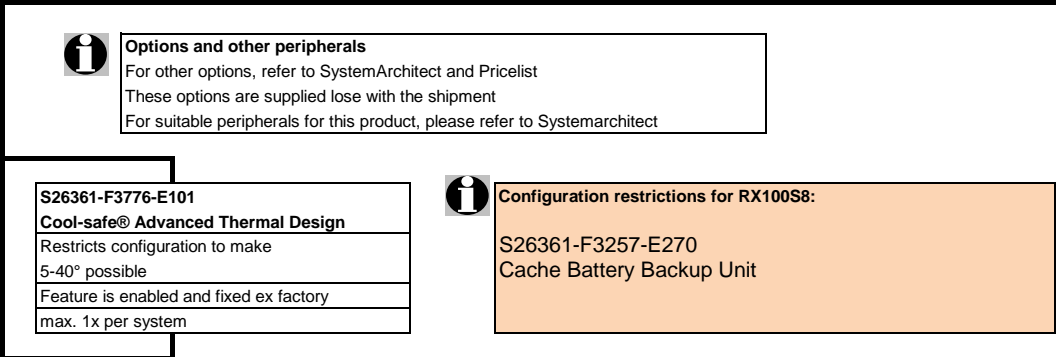 Options and other peripherals
For other options, refer to SystemArchitect and Pricelist
These options are supplied lose with the shipment
For suitable peripherals for this product, please refer to Systemarchitect
S26361-F3776-E101
Cool-safe® Advanced Thermal Design
Restricts configuration to make
5-40° possible
Feature is enabled and fixed ex factory
max. 1x per system
Configuration restrictions for RX100S8:
S26361-F3257-E270
Cache Battery Backup Unit